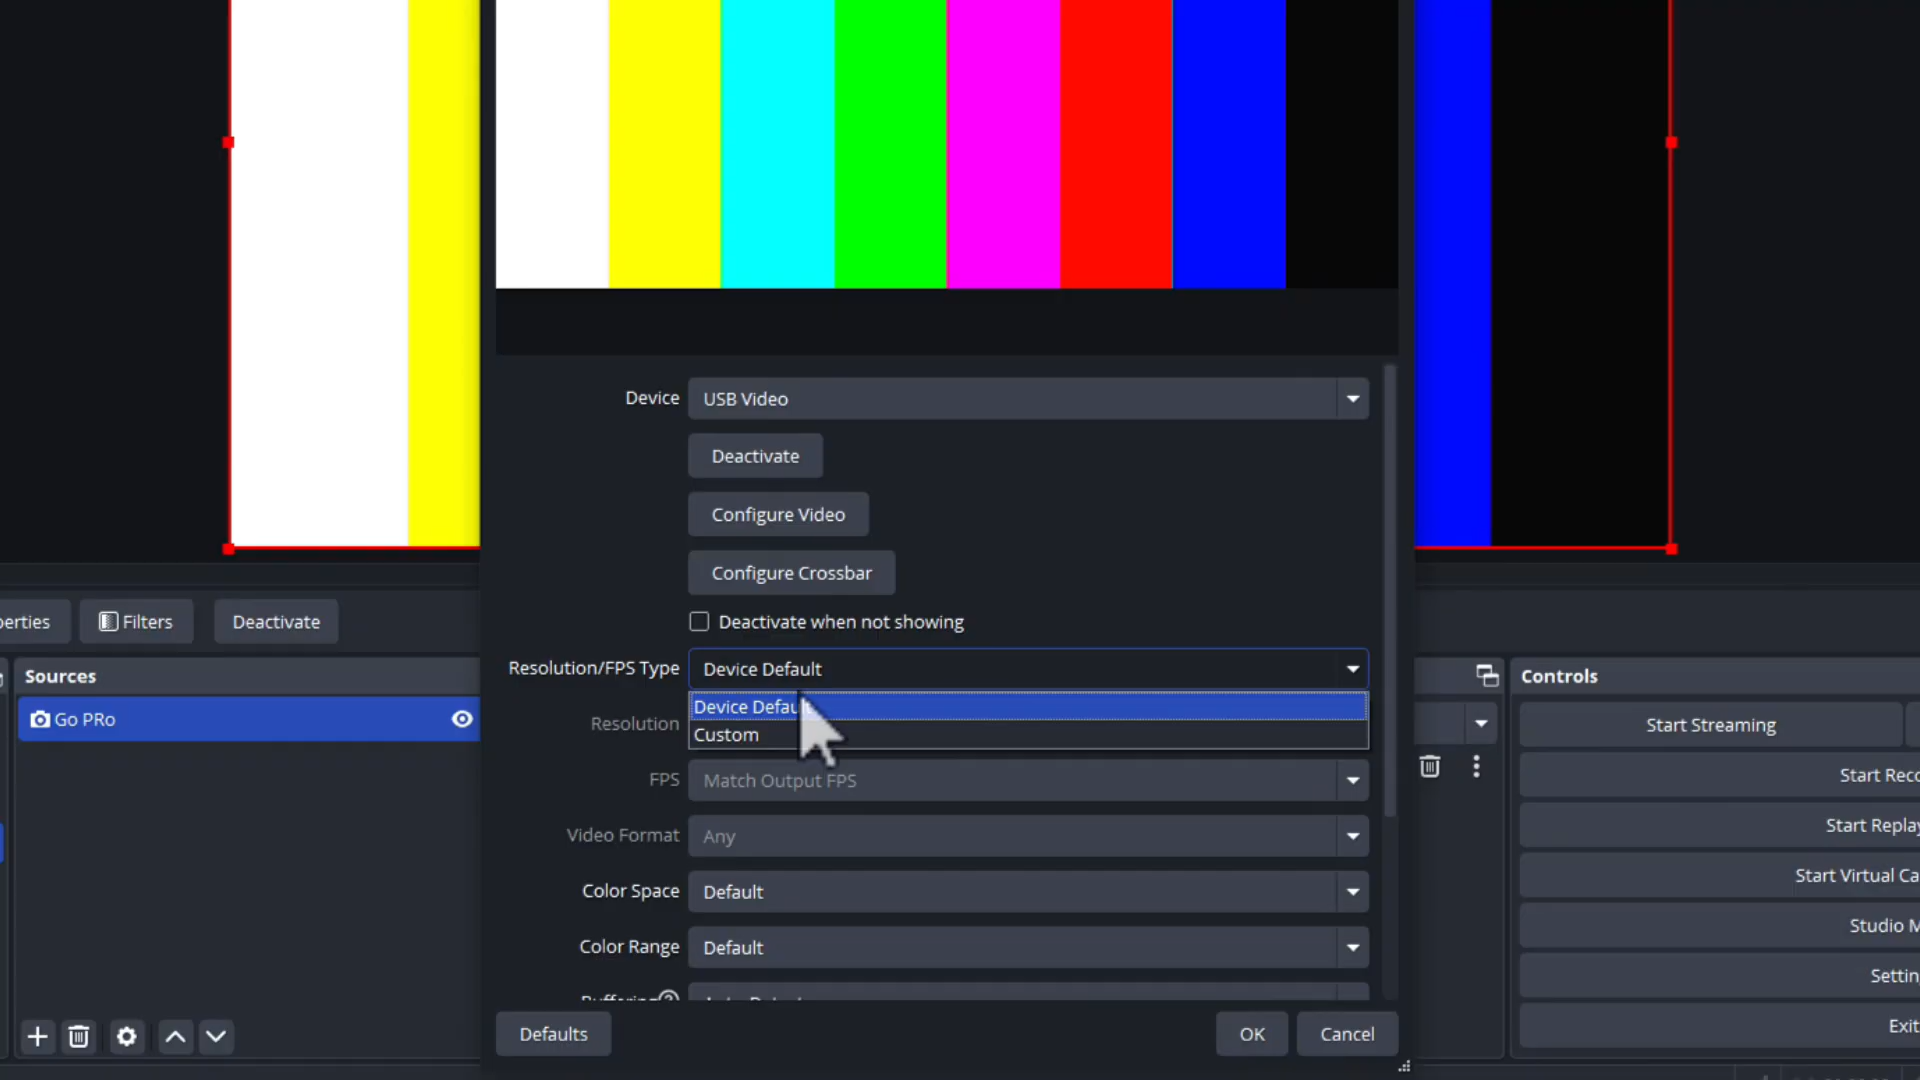 Device
USB Video
Deactivate
Configure Video
Configure Crossbar
Deactivate when not showing
Resolution/FPS Type
Device Default
Device Defau
Custom
Resolution
FPS
Match Output FPS
Video Format
Any
Color Space
Default
Color Range
Default
Defaults
OK
Cancel
perties
Filters
Deactivate
Sources
Go PRo
Controls
Start Streaming
Start Reco
Start Replay
Start Virtual Ca
Studio M
Settin
Exit